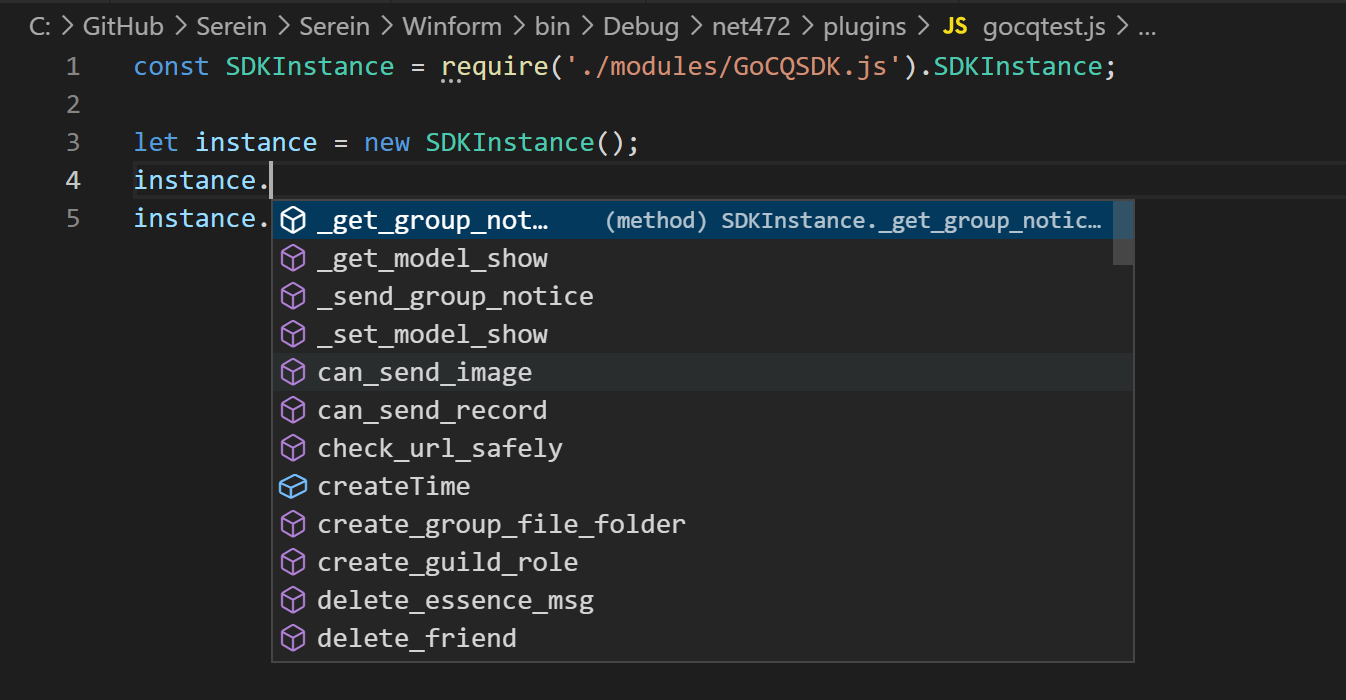 C: > GitHub > Serein > Serein > Winform > bin > Debug > net472 > plugins > JS gocqtest.js > ...
1 const SDKInstance = require('./modules/GoCQSDK.js').SDKInstance;
2
3 let instance = new SDKInstance();
4 instance.
5 instance.
_get_group_not… (method) SDKInstance._get_group_notic…
_get_model_show
_send_group_notice
_set_model_show
can_send_image
can_send_record
check_url_safely
createTime
create_group_file_folder
create_guild_role
delete_essence_msg
delete_friend